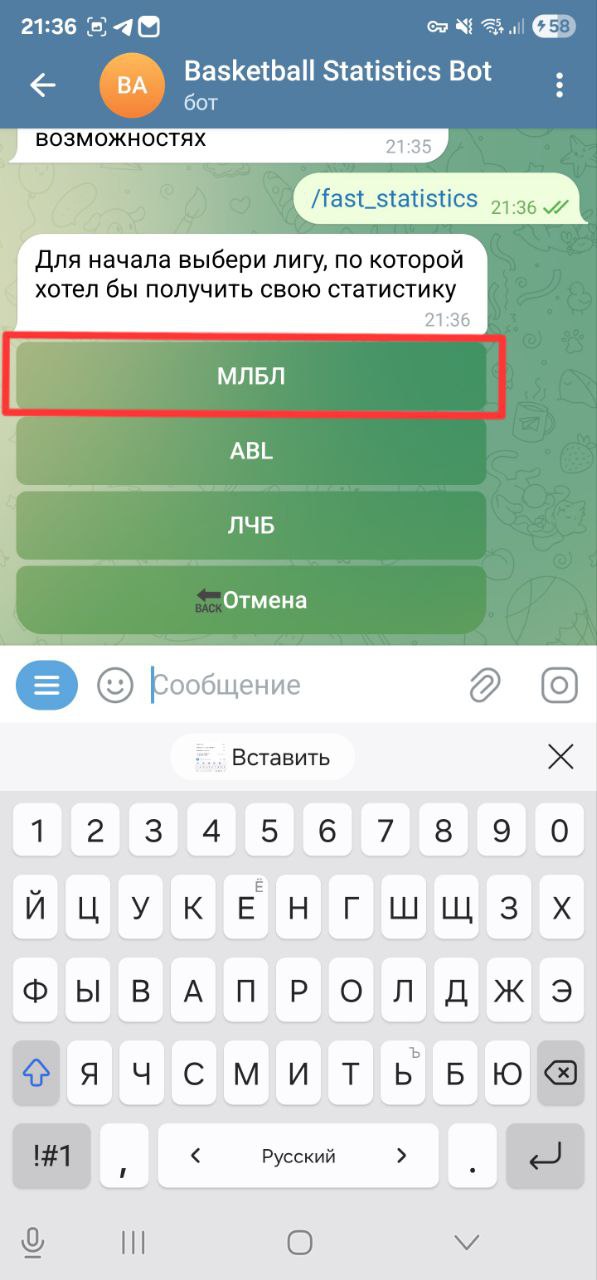 21:36
58
BA
Basketball Statistics Bot
бот
возможностях
21:35
/fast_statistics 21:36
Для начала выбери лигу, по которой
хотел бы получить свою статистику
21:36
МЛБЛ
ABL
ЛЧБ
BACK Отмена
Сообщение
Вставить
1 2 3 4 5 6 7 8 9 0
Й Ц У К Е Ё Н Г Ш Щ З Х
Ф Ы В А П Р О Л Д Ж Э
Я Ч С М И Т Ь Ъ Б Ю
!#1 , < Русский > .